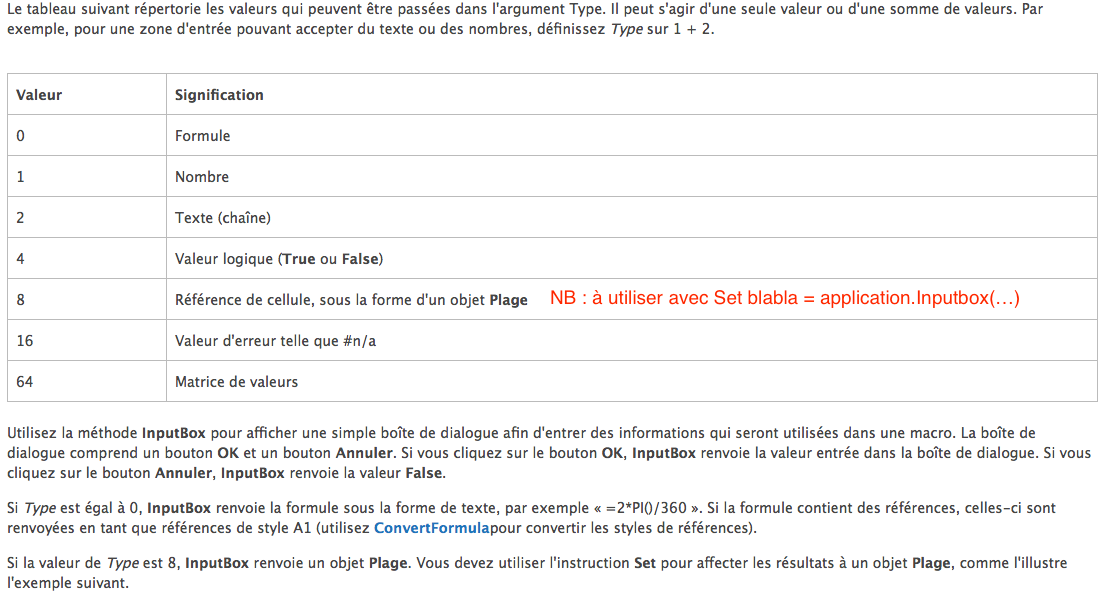 Le tableau suivant répertorie les valeurs qui peuvent être passées dans l'argument Type. Il peut s'agir d'une seule valeur ou d'une somme de valeurs. Par
exemple, pour une zone d'entrée pouvant accepter du texte ou des nombres, définissez Type sur 1 + 2.
Valeur Signification
0 Formule
1 Nombre
2 Texte (chaîne)
4 Valeur logique (True ou False)
8 Référence de cellule, sous la forme d'un objet Plage NB : à utiliser avec Set blabla = application.Inputbox(…)
16 Valeur d'erreur telle que #n/a
64 Matrice de valeurs
Utilisez la méthode InputBox pour afficher une simple boîte de dialogue afin d'entrer des informations qui seront utilisées dans une macro. La boîte de
dialogue comprend un bouton OK et un bouton Annuler. Si vous cliquez sur le bouton OK, InputBox renvoie la valeur entrée dans la boîte de dialogue. Si vous
cliquez sur le bouton Annuler, InputBox renvoie la valeur False.
Si Type est égal à 0, InputBox renvoie la formule sous la forme de texte, par exemple « =2*PI()/360 ». Si la formule contient des références, celles-ci sont
renvoyées en tant que références de style A1 (utilisez ConvertFormulapour convertir les styles de références).
Si la valeur de Type est 8, InputBox renvoie un objet Plage. Vous devez utiliser l'instruction Set pour affecter les résultats à un objet Plage, comme l'illustre
l'exemple suivant.